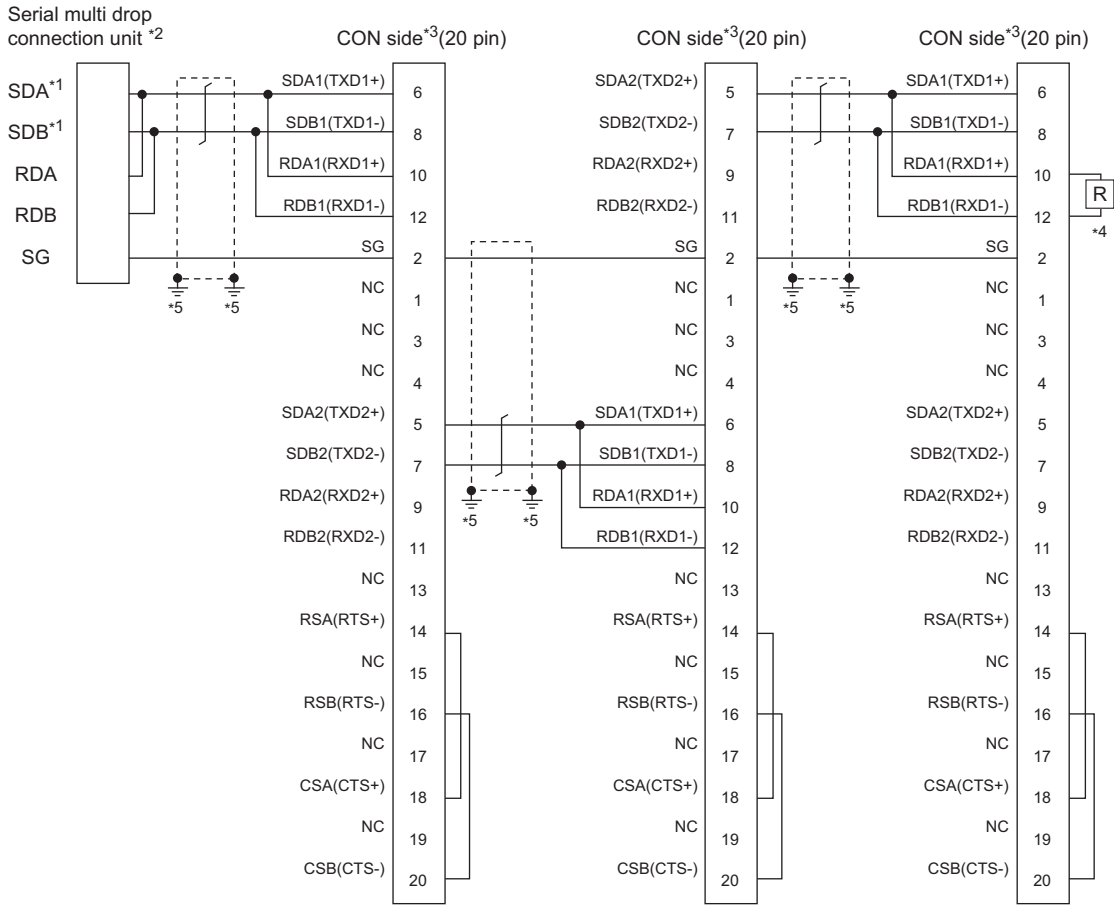 Serial multi drop
connection unit *2
CON side*3(20 pin)
CON side*3(20 pin)
CON side*3(20 pin)
SDA*1
SDA1(TXD1+) 6
SDA2(TXD2+) 5
SDA1(TXD1+) 6
SDB*1
SDB1(TXD1-) 8
SDB2(TXD2-) 7
SDB1(TXD1-) 8
RDA
RDA1(RXD1+) 10
RDA2(RXD2+) 9
RDA1(RXD1+) 10
R
*4
RDB
RDB1(RXD1-) 12
RDB2(RXD2-) 11
RDB1(RXD1-) 12
SG
SG 2
SG 2
SG 2
*5 *5
*5 *5
NC 1
NC 1
NC 1
NC 3
NC 3
NC 3
NC 4
NC 4
NC 4
SDA2(TXD2+) 5
SDA1(TXD1+) 6
SDA2(TXD2+) 5
SDB2(TXD2-) 7
SDB1(TXD1-) 8
SDB2(TXD2-) 7
RDA2(RXD2+) 9
*5 *5
RDA1(RXD1+) 10
RDA2(RXD2+) 9
RDB2(RXD2-) 11
RDB1(RXD1-) 12
RDB2(RXD2-) 11
NC 13
NC 13
NC 13
RSA(RTS+) 14
RSA(RTS+) 14
RSA(RTS+) 14
NC 15
NC 15
NC 15
RSB(RTS-) 16
RSB(RTS-) 16
RSB(RTS-) 16
NC 17
NC 17
NC 17
CSA(CTS+) 18
CSA(CTS+) 18
CSA(CTS+) 18
NC 19
NC 19
NC 19
CSB(CTS-) 20
CSB(CTS-) 20
CSB(CTS-) 20